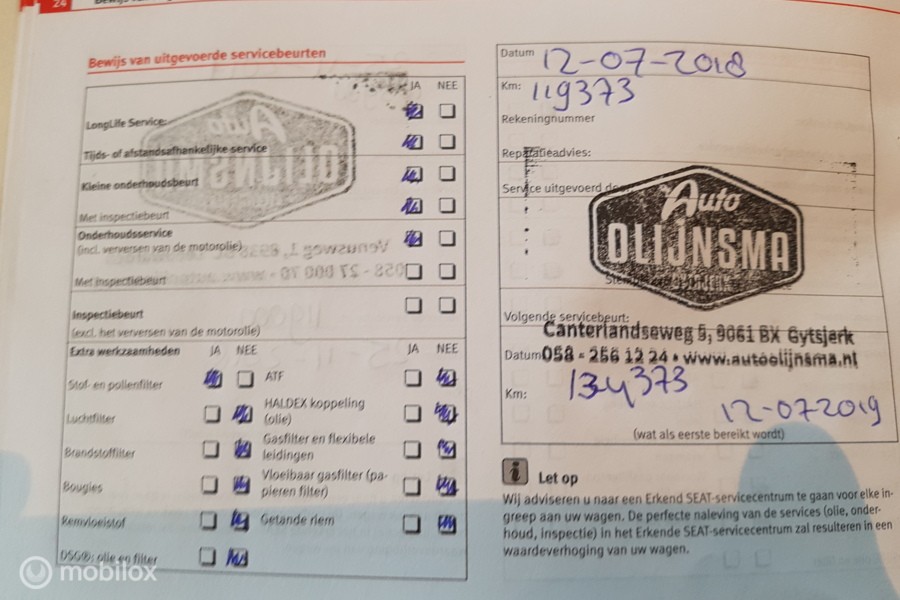 24
Bewijs van uitgevoerde servicebeurten
JA NEE
LongLife Service:
Tijds- of afstandsafhankelijke service
Kleine onderhoudsbeurt
Met inspectiebeurt
Onderhoudsservice
(incl. verversen van de motorolie)
Met inspectiebeurt
Inspectiebeurt
(excl. het verversen van de motorolie)
Extra werkzaamheden JA NEE JA NEE
Stof- en pollenfilter ATF
Luchtfilter HALDEX koppeling (olie)
Brandstoffilter Gasfilter en flexibele leidingen
Bougies Vloeibaar gasfilter (papieren filter)
Remvloeistof Getande riem
DSG®: olie en filter
Datum 12-07-2018
Km: 119373
Rekeningnummer
Reparatieadvies:
Service uitgevoerd door:
Auto
OLIJNSMA
Volgende servicebeurt:
Canterlandseweg 5, 9061 BX Gytsjerk
Datum 058 - 256 12 24 • www.autoolijnsma.nl
Km: 134373
12-07-2019
(wat als eerste bereikt wordt)
i Let op
Wij adviseren u naar een Erkend SEAT-servicecentrum te gaan voor elke in-
greep aan uw wagen. De perfecte naleving van de services (olie, onder-
houd, inspectie) in het Erkende SEAT-servicecentrum zal resulteren in een
waardeverhoging van uw wagen.
mobilox